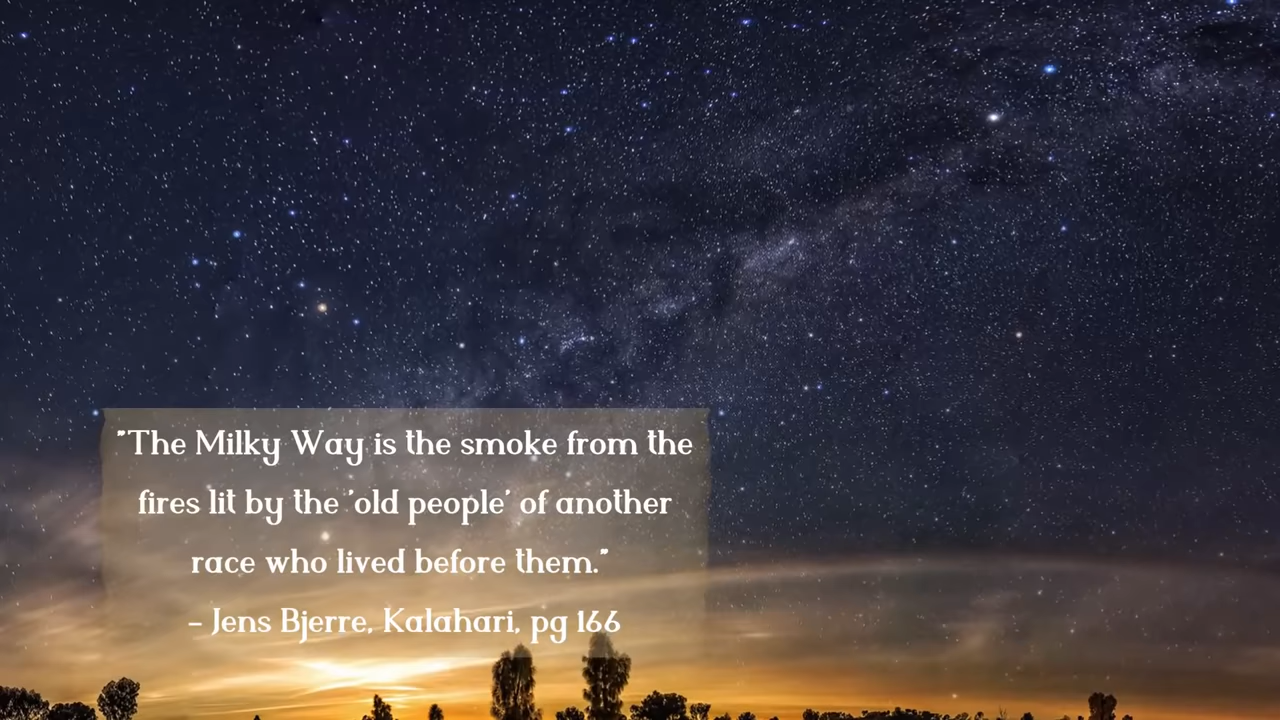 "The Milky Way is the smoke from the
fires lit by the 'old people' of another
race who lived before them."
- Jens Bjerre, Kalahari, pg 166